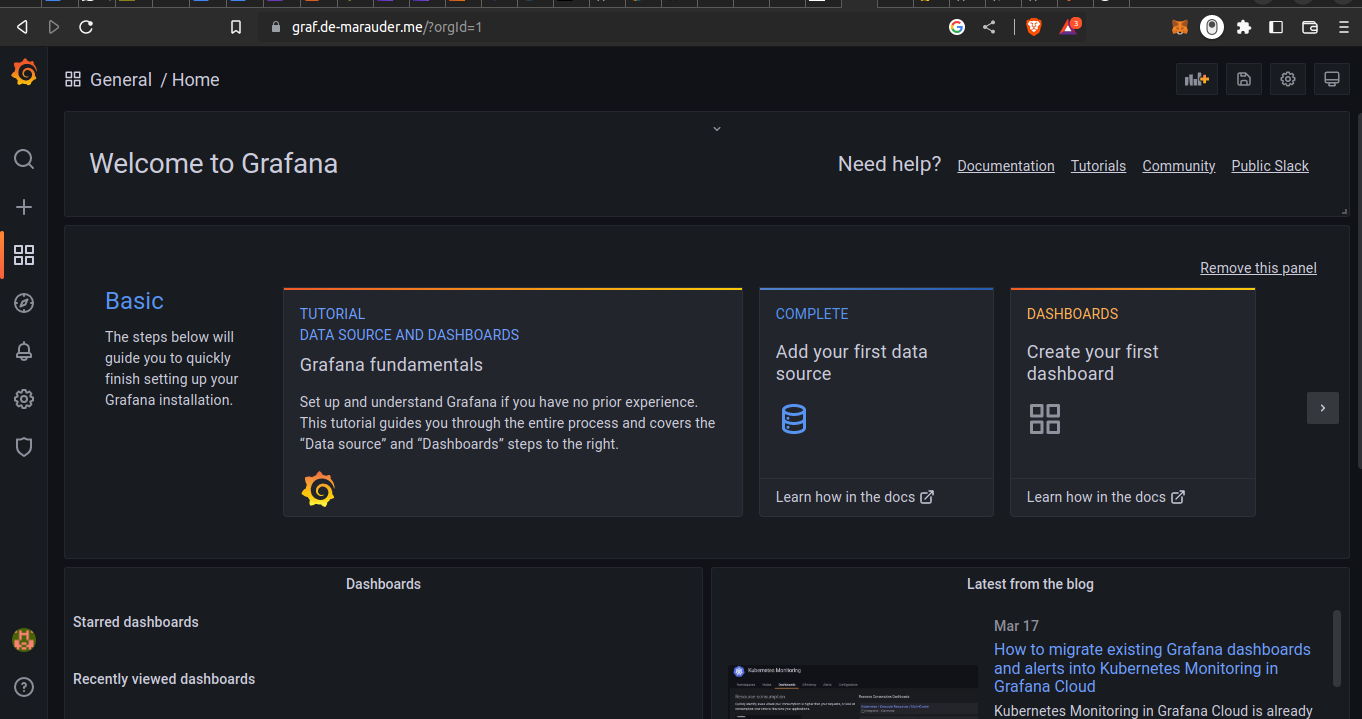 graf.de-marauder.me/?orgId=1
3
General / Home
Welcome to Grafana
Need help? Documentation Tutorials Community Public Slack
Remove this panel
Basic
The steps below will
guide you to quickly
finish setting up your
Grafana installation.
TUTORIAL
DATA SOURCE AND DASHBOARDS
Grafana fundamentals
Set up and understand Grafana if you have no prior experience.
This tutorial guides you through the entire process and covers the
“Data source” and “Dashboards” steps to the right.
COMPLETE
Add your first data
source
Learn how in the docs
DASHBOARDS
Create your first
dashboard
Learn how in the docs
Dashboards
Starred dashboards
Recently viewed dashboards
Latest from the blog
Kubernetes Monitoring
Resource consumption
Mar 17
How to migrate existing Grafana dashboards
and alerts into Kubernetes Monitoring in
Grafana Cloud
Kubernetes Monitoring in Grafana Cloud is already